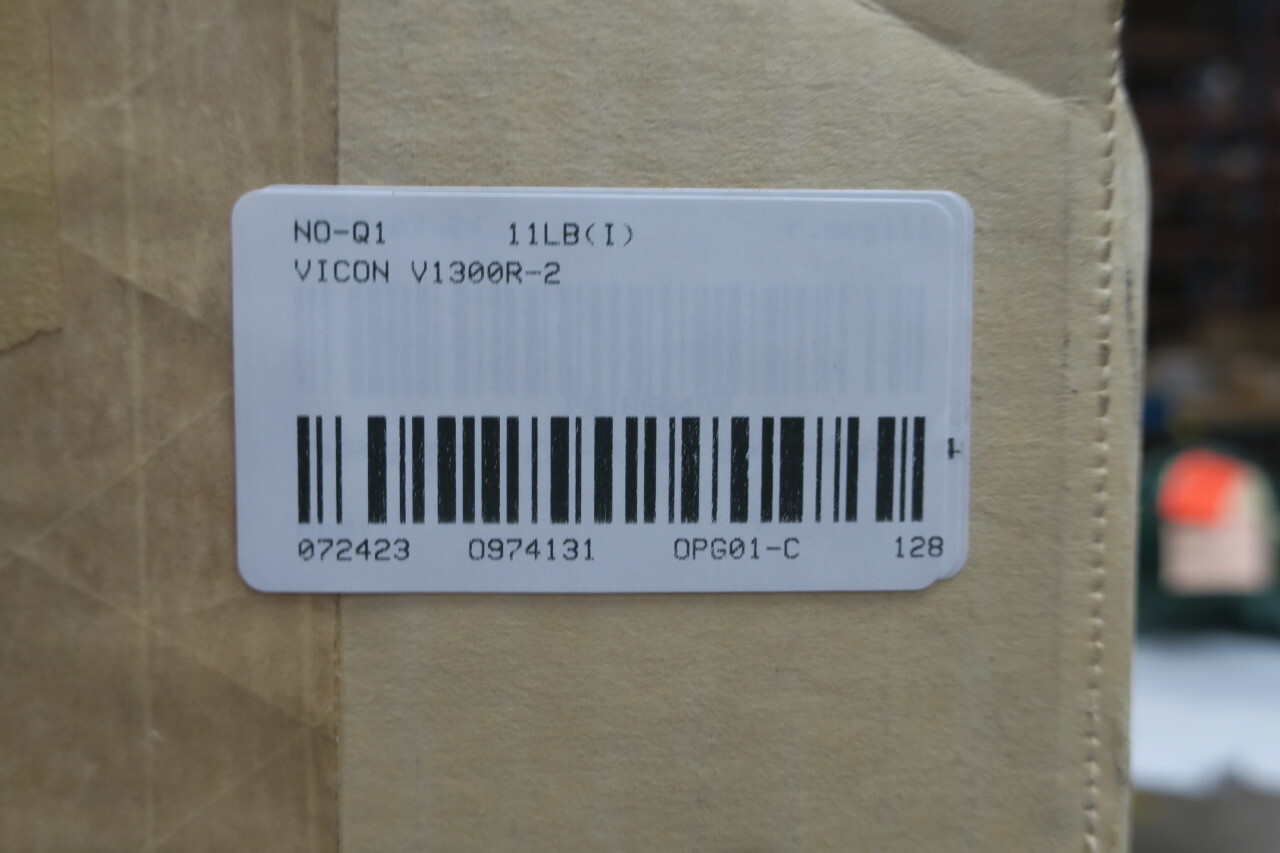 NO-Q1 11LB(I)
VICON V1300R-2
072423 0974131 OPG01-C 128